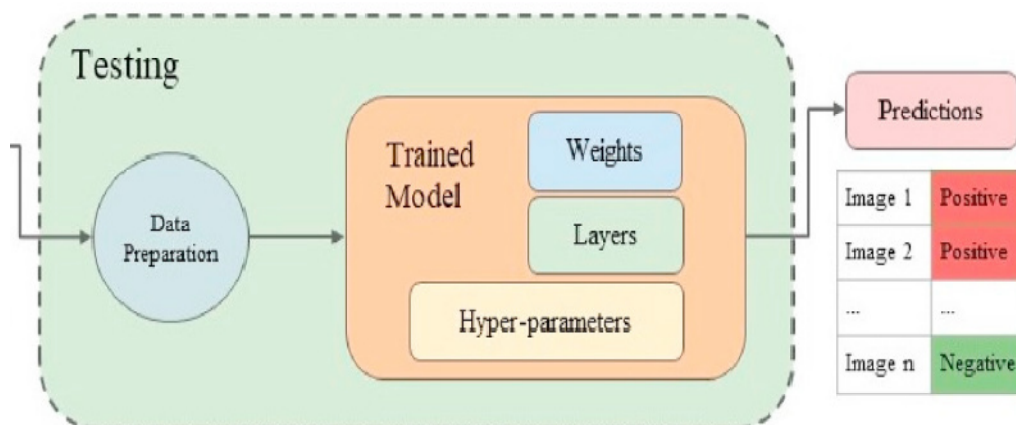 Testing
Data
Preparation
Trained
Model
Weights
Layers
Hyper-parameters
Predictions
Image 1 Positive
Image 2 Positive
... ....
Image n Negative